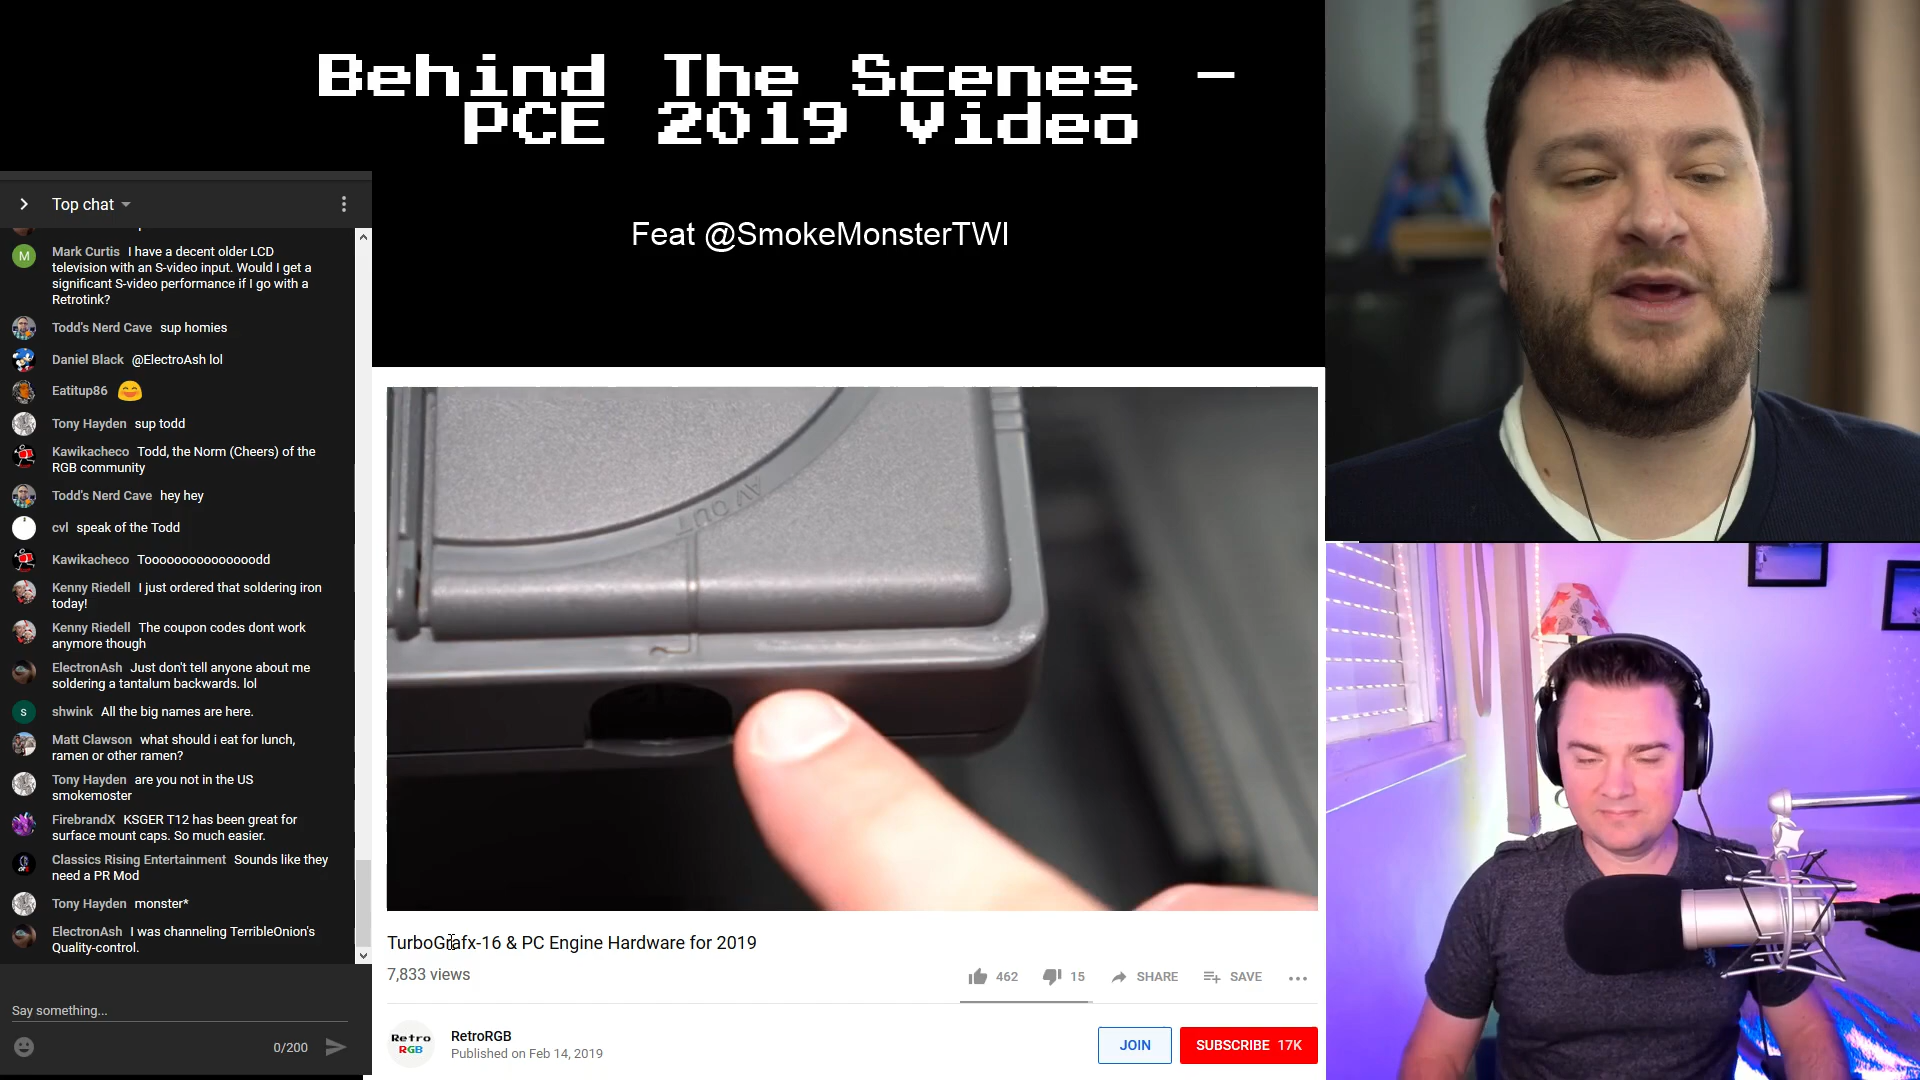 Behind The Scenes -
PCE 2019 Video
Feat @SmokeMonsterTWI
Top chat
Mark Curtis I have a decent older LCD
television with an S-video input. Would I get a
significant S-video performance if I go with a
Retrotink?
Todd's Nerd Cave sup homies
Daniel Black @ElectroAsh lol
Eatitup86
Tony Hayden sup todd
Kawikacheco Todd, the Norm (Cheers) of the
RGB community
Todd's Nerd Cave hey hey
cvl speak of the Todd
Kawikacheco Tooooooooooooooodd
Kenny Riedell I just ordered that soldering iron
today!
Kenny Riedell The coupon codes dont work
anymore though
ElectronAsh Just don't tell anyone about me
soldering a tantalum backwards. lol
shwink All the big names are here.
Matt Clawson what should i eat for lunch,
ramen or other ramen?
Tony Hayden are you not in the US
smokemoster
FirebrandX KSGER T12 has been great for
surface mount caps. So much easier.
Classics Rising Entertainment Sounds like they
need a PR Mod
Tony Hayden monster*
ElectronAsh I was channeling TerribleOnion's
Quality-control.
Say something...
0/200
AV OUT
TurboGrafx-16 & PC Engine Hardware for 2019
7,833 views
462
15
SHARE
SAVE
Retro
RGB
RetroRGB
Published on Feb 14, 2019
JOIN
SUBSCRIBE 17K